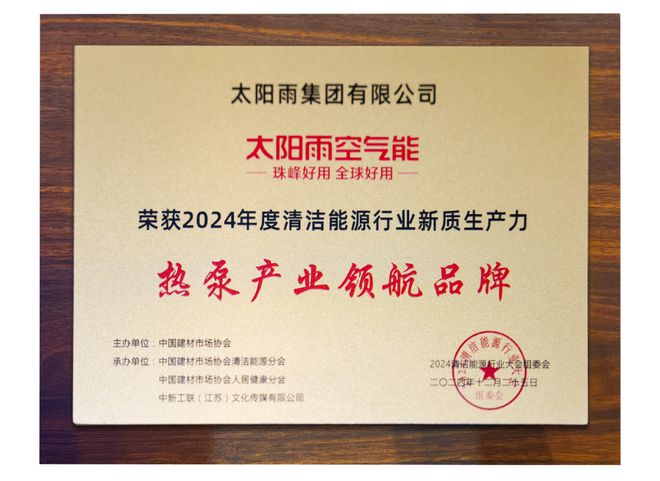 太阳雨集团有限公司
太阳雨空气能
珠峰好用 全球好用
荣获2024年度清洁能源行业新质生产力
热泵产业领航品牌
主办单位：中国建材市场协会
承办单位：中国建材市场协会清洁能源分会
中国建材市场协会人居健康分会
中新工联（江苏）文化传媒有限公司
2024清洁能源行业大会组委会
二〇二四年十二月二十五日
组委会